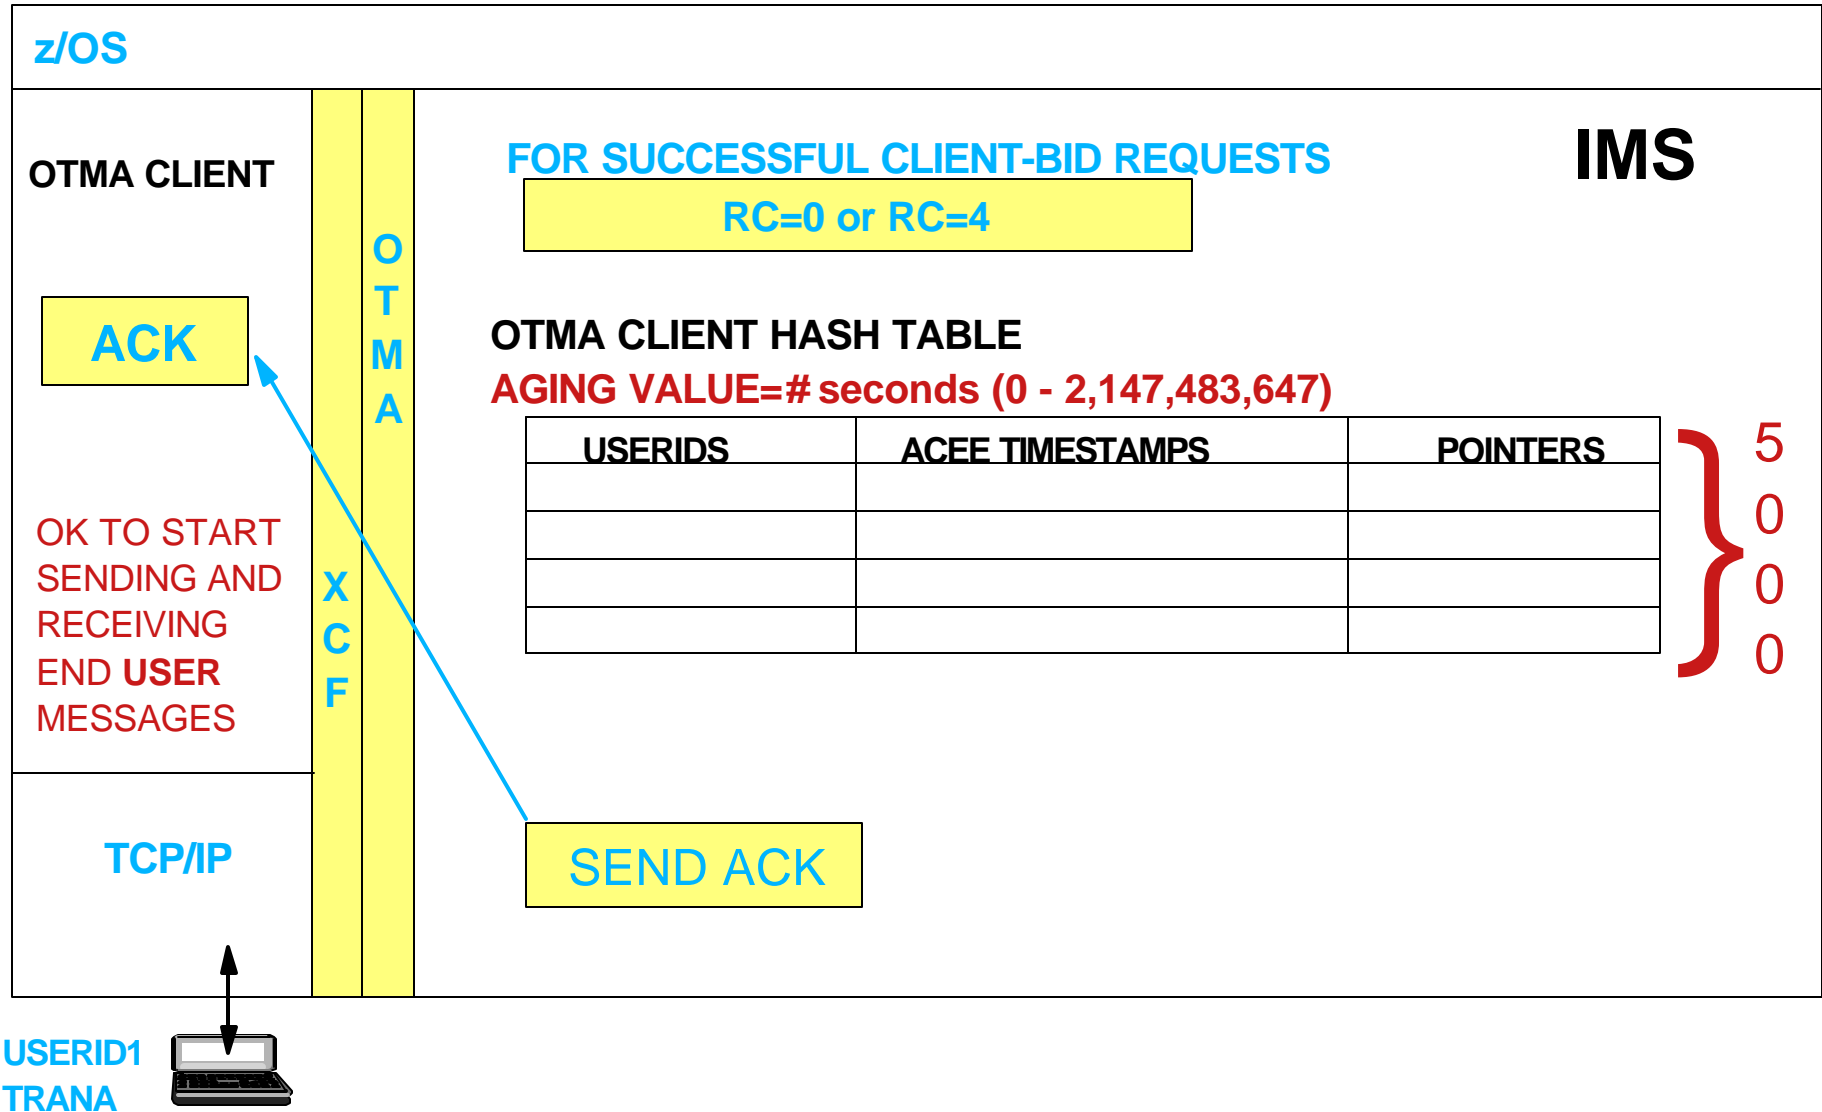 z/OS
OTMA CLIENT
ACK
OK TO START
SENDING AND
RECEIVING
END USER
MESSAGES
TCP/IP
X
C
F
O
T
M
A
FOR SUCCESSFUL CLIENT-BID REQUESTS
RC=0 or RC=4
IMS
OTMA CLIENT HASH TABLE
AGING VALUE=# seconds (0 - 2,147,483,647)
USERIDS ACEE TIMESTAMPS POINTERS
}
5
0
0
0
SEND ACK
USERID1
TRANA